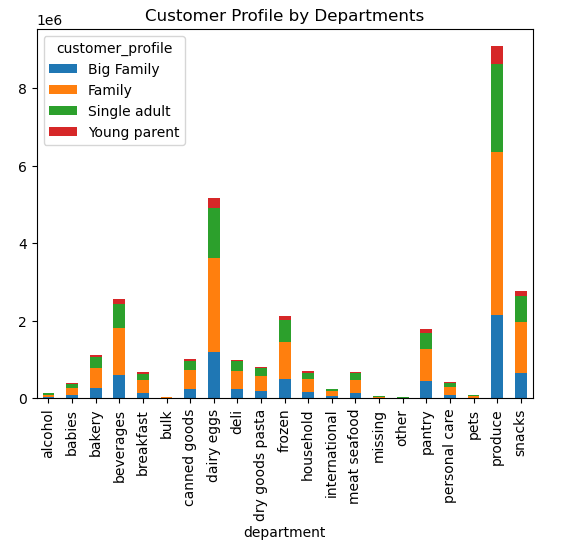 Customer Profile by Departments
1e6
customer_profile
Big Family
Family
Single adult
Young parent
8
6
4
2
0
alcohol
babies
bakery
beverages
breakfast
bulk
canned goods
dairy eggs
deli
dry goods pasta
frozen
household
international
meat seafood
missing
other
pantry
personal care
pets
produce
snacks
department